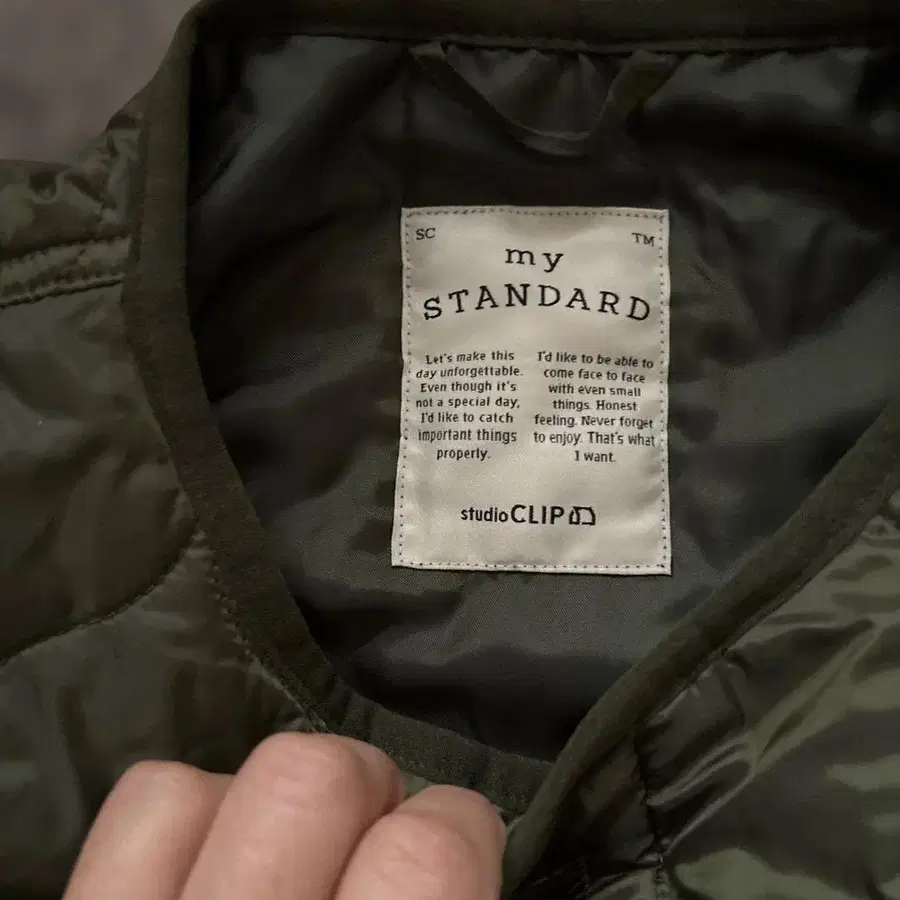 SC
TM
my
STANDARD
Let's make this
day unforgettable.
Even though it's
not a special day,
I'd like to catch
important things
properly.
I'd like to be able to
come face to face
with even small
things. Honest
feeling. Never forget
to enjoy. That's what
I want.
studio CLIP